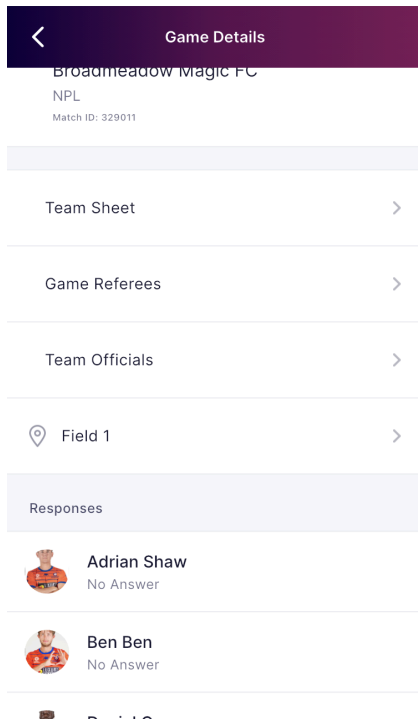 Game Details
Broadmeadow Magic FC
NPL
Match ID: 329011
Team Sheet
Game Referees
Team Officials
Field 1
Responses
Adrian Shaw
No Answer
Ben Ben
No Answer